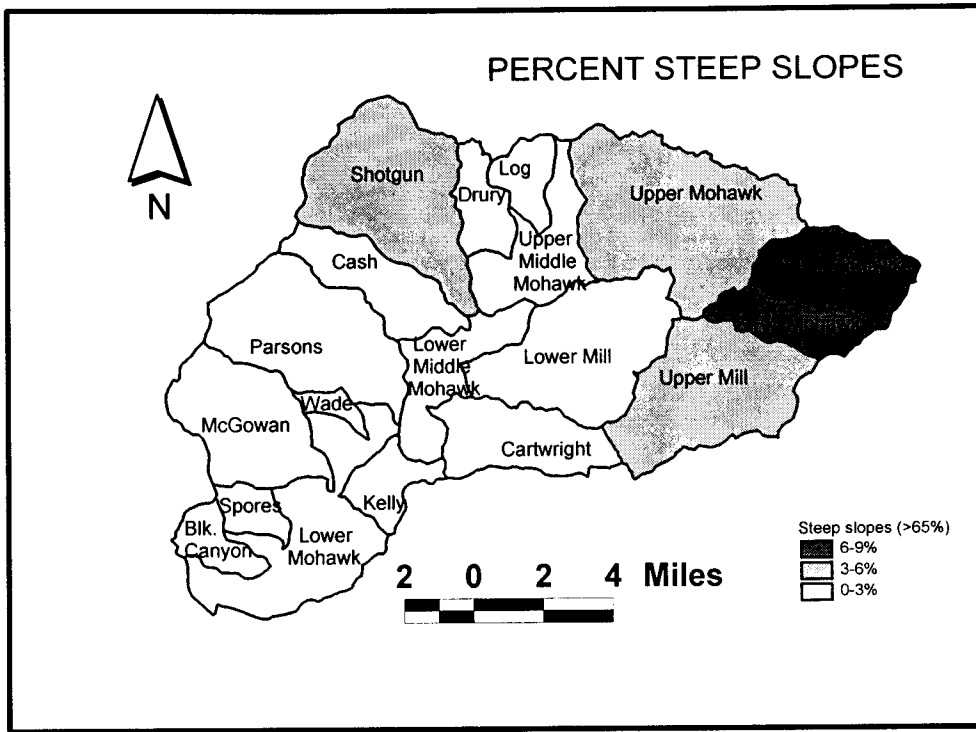 PERCENT STEEP SLOPES
N
Shotgun
Log
Drury
Upper Mohawk
Upper
Middle
Mohawk
Cash
Parsons
Lower
Middle
Mohawk
Lower Mill
Upper Mill
Wade
McGowan
Cartwright
Kelly
Spores
Blk.
Canyon
Lower
Mohawk
Steep slopes (>65%)
6-9%
3-6%
0-3%
2 0 2 4 Miles